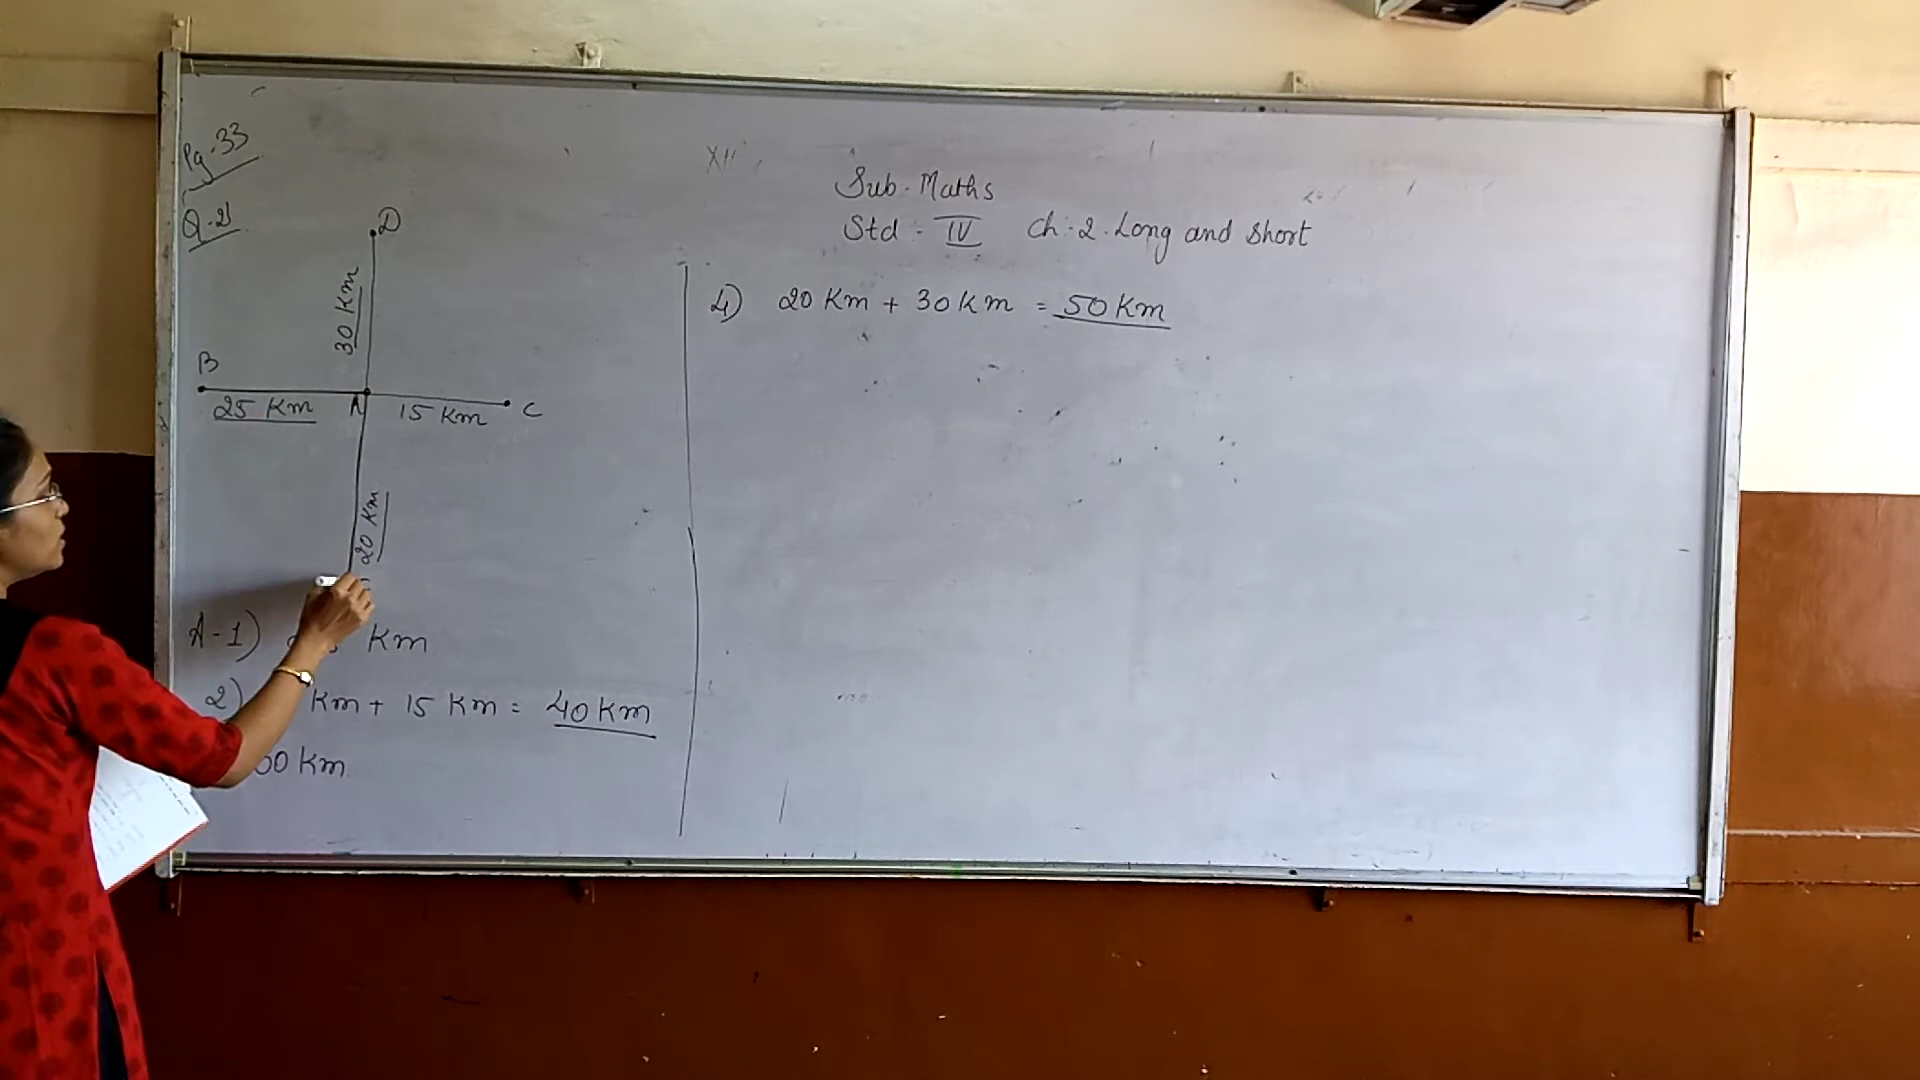 Pg-33
Q-2)
Sub. Maths
Std - IV Ch-2. Long and short
D
30 Km
B
25 Km A 15 Km C
20 Km
A-1) Km
2) Km + 15 Km = 40 Km
Km
4) 20 Km + 30 Km = 50 Km